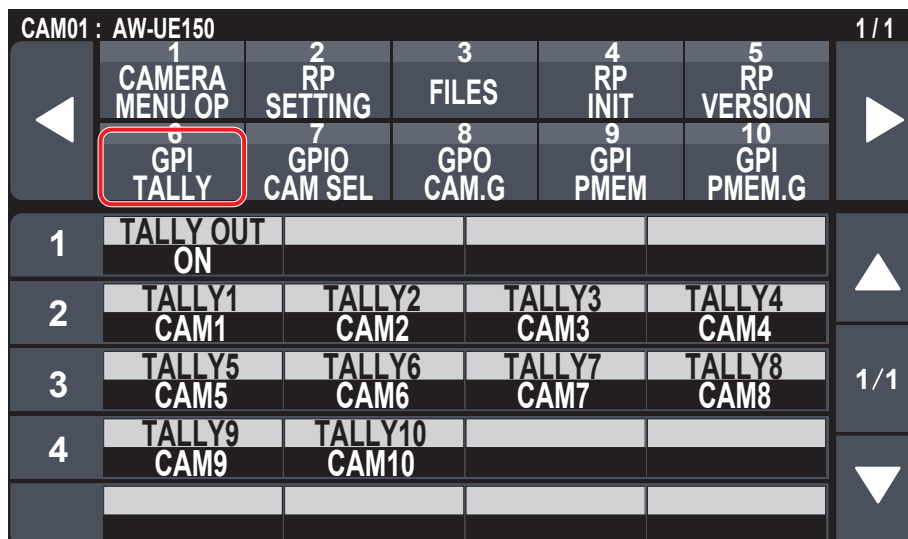 CAM01 : AW-UE150 1 / 1
1 2 3 4 5
CAMERA MENU OP RP SETTING FILES RP INIT RP VERSION
6 7 8 9 10
GPI TALLY GPIO CAM SEL GPO CAM.G GPI PMEM GPI PMEM.G
1 TALLY OUT
ON
2 TALLY1 TALLY2 TALLY3 TALLY4
CAM1 CAM2 CAM3 CAM4
3 TALLY5 TALLY6 TALLY7 TALLY8 1/1
CAM5 CAM6 CAM7 CAM8
4 TALLY9 TALLY10
CAM9 CAM10